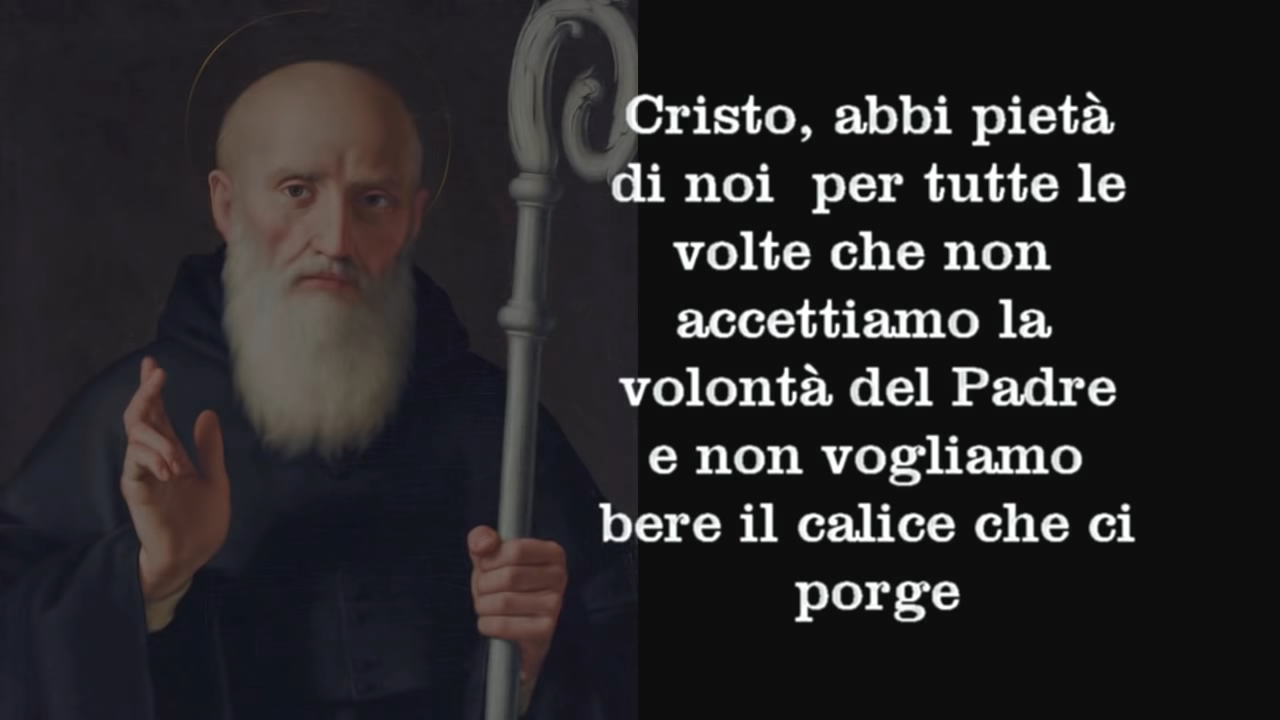 Cristo, abbi pietà
di noi  per tutte le
volte che non
accettiamo la
volontà del Padre
e non vogliamo
bere il calice che ci
porge